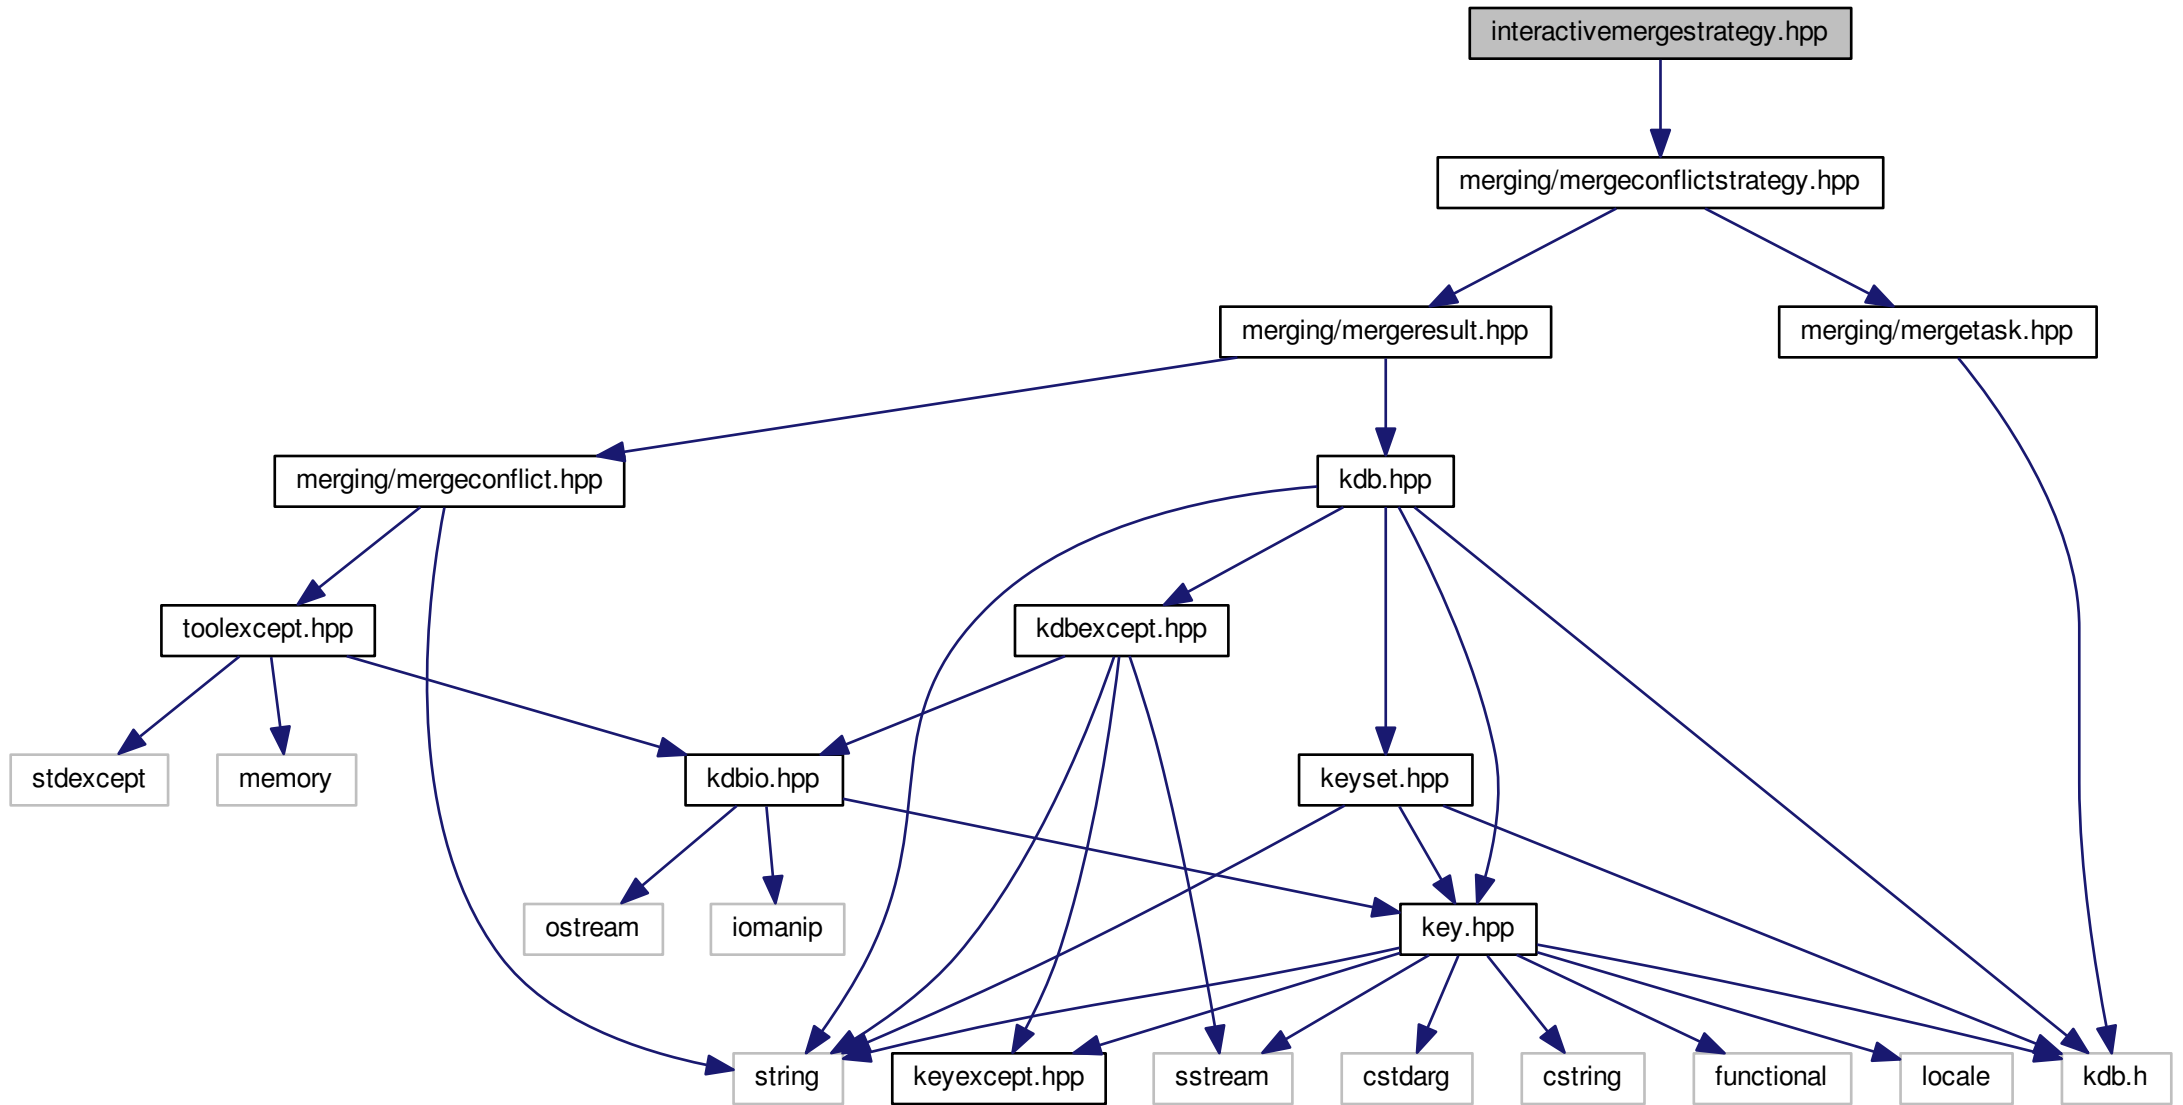 interactivemergestrategy.hpp
merging/mergeconflictstrategy.hpp
merging/mergeresult.hpp
merging/mergetask.hpp
merging/mergeconflict.hpp
kdb.hpp
toolexcept.hpp
kdbexcept.hpp
stdexcept
memory
kdbio.hpp
keyset.hpp
ostream
iomanip
key.hpp
string
keyexcept.hpp
sstream
cstdarg
cstring
functional
locale
kdb.h